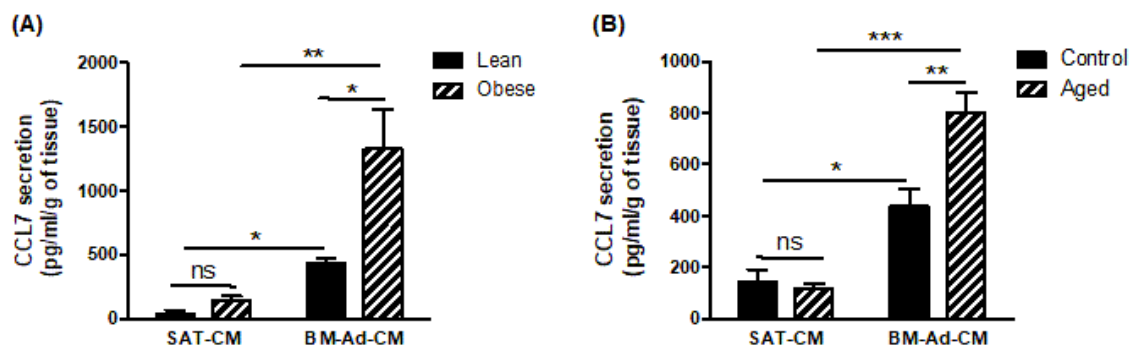 (A)
CCL7 secretion
(pg/ml/g of tissue)
2000
1500
1000
500
0
**
*
*
ns
SAT-CM
BM-Ad-CM
Lean
Obese
(B)
CCL7 secretion
(pg/ml/g of tissue)
1000
800
600
400
200
0
***
**
*
ns
SAT-CM
BM-Ad-CM
Control
Aged